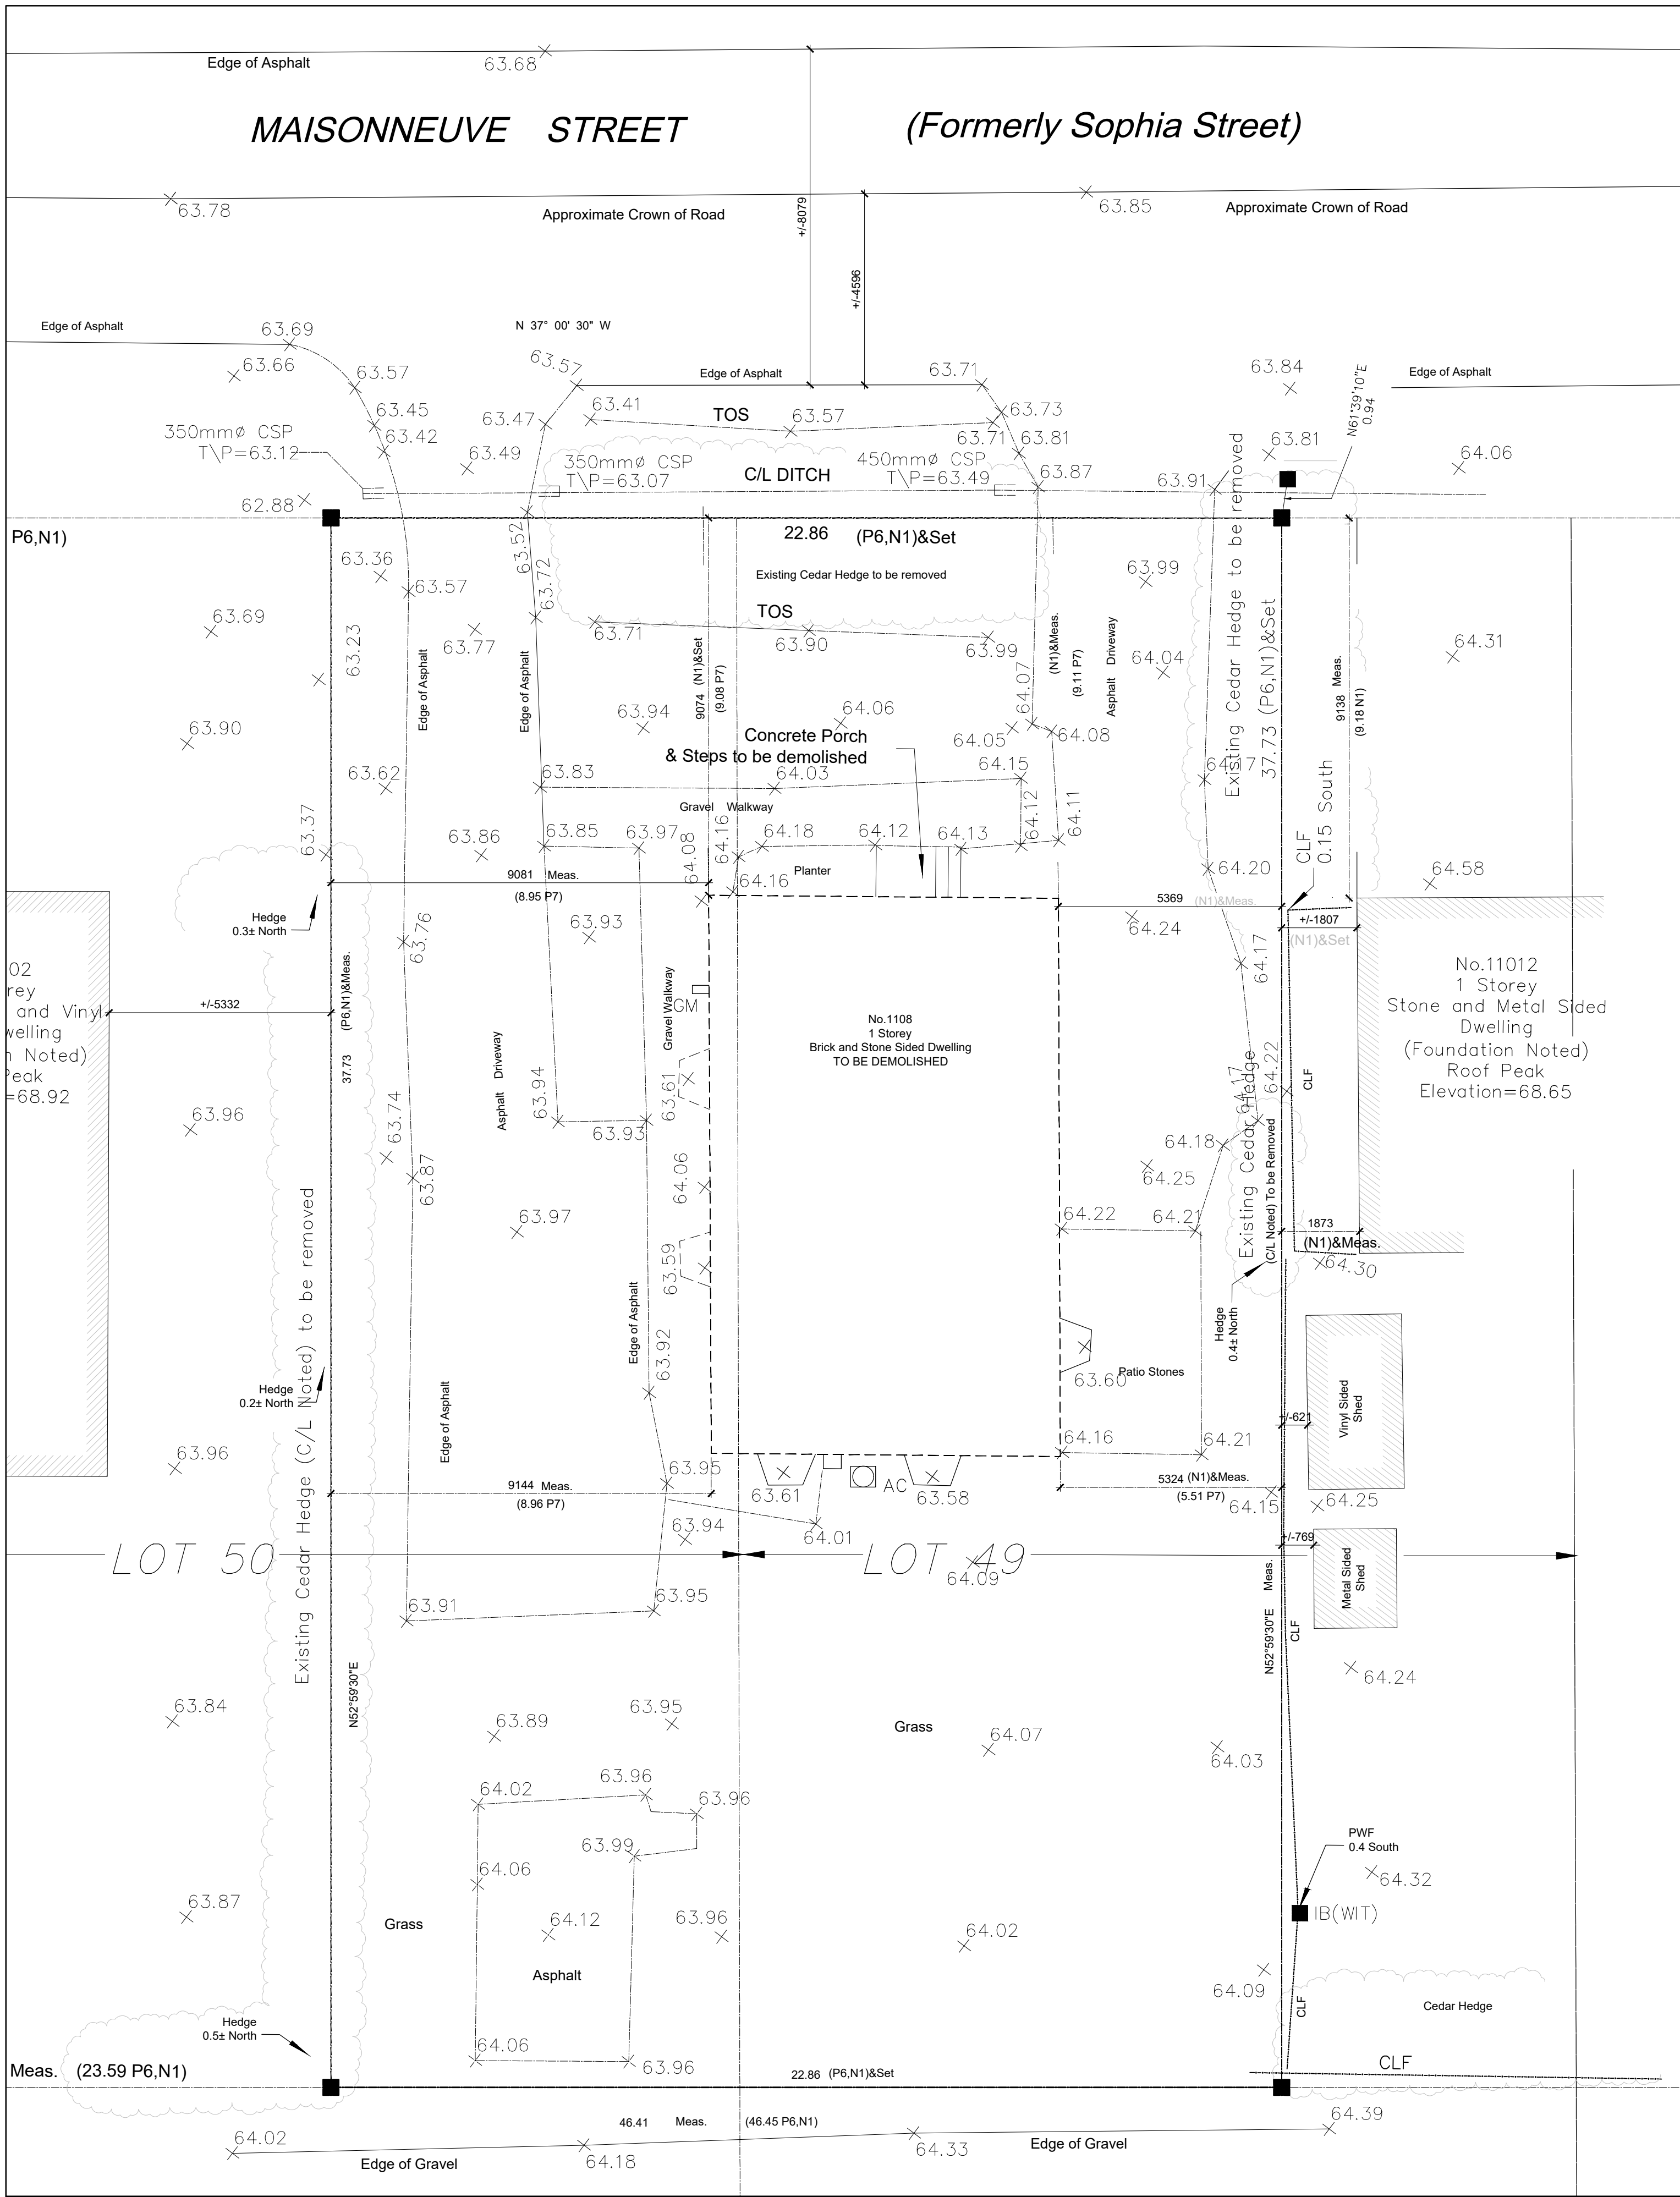 Edge of Asphalt
63.68
MAISONNEUVE STREET
(Formerly Sophia Street)
63.78
Approximate Crown of Road
+/-8079
63.85
Approximate Crown of Road
+/-4596
Edge of Asphalt
63.69
N 37° 00' 30" W
63.66
63.57
63.57
Edge of Asphalt
63.71
63.84
N61°39'10"E
0.94
Edge of Asphalt
63.45
63.47
63.41
TOS
63.57
63.73
350mmø CSP
T\P=63.12
63.42
63.49
63.71
63.81
63.81
64.06
350mmø CSP
T\P=63.07
C/L DITCH
450mmø CSP
T\P=63.49
63.87
63.91
62.88
P6,N1)
22.86 (P6,N1)&Set
63.52
63.36
63.57
63.72
Existing Cedar Hedge to be removed
63.99
Existing Cedar Hedge to be removed
37.73 (P6,N1)&Set
63.69
63.23
63.77
63.71
TOS
63.90
63.99
64.04
64.31
Edge of Asphalt
Edge of Asphalt
9074 (N1)&Set
(9.08 P7)
(N1)&Meas.
(9.11 P7)
Asphalt Driveway
9138 Meas.
(9.18 N1)
64.07
63.90
63.94
64.06
64.05
64.08
Concrete Porch
& Steps to be demolished
63.62
63.83
64.03
64.15
64.17
Gravel Walkway
64.12
64.11
CLF
0.15 South
63.37
63.86
63.85
63.97
64.08
64.16
64.18
64.12
64.13
64.20
64.58
9081 Meas.
(8.95 P7)
64.16
Planter
5369 (N1)&Meas.
+/-1807
(N1)&Set
Hedge
0.3± North
63.93
64.24
64.17
63.76
02
rey
and Vinyl
welling
n Noted)
Peak
=68.92
+/-5332
37.73 (P6,N1)&Meas.
GM
Gravel Walkway
No.1108
1 Storey
Brick and Stone Sided Dwelling
TO BE DEMOLISHED
No.11012
1 Storey
Stone and Metal Sided
Dwelling
(Foundation Noted)
Roof Peak
Elevation=68.65
64.22
CLF
64.17
63.96
63.74
Asphalt Driveway
63.94
63.93
63.61
64.18
63.87
64.06
64.25
Existing Cedar Hedge
(C/L Noted) To be Removed
63.97
64.22
64.21
1873
(N1)&Meas.
64.30
63.59
Existing Cedar Hedge (C/L Noted) to be removed
Edge of Asphalt
63.92
Hedge
0.4± North
63.60
Patio Stones
Hedge
0.2± North
Edge of Asphalt
+/-621
Vinyl Sided
Shed
63.96
64.16
64.21
63.95
9144 Meas.
(8.96 P7)
63.61
AC
63.58
5324 (N1)&Meas.
(5.51 P7)
64.15
64.25
63.94
64.01
+/-769
LOT 50
LOT 49
64.09
Metal Sided
Shed
63.91
63.95
N52°59'30"E Meas.
CLF
N52°59'30"E
64.24
63.84
63.89
63.95
Grass
64.07
64.03
64.02
63.96
63.96
PWF
0.4 South
63.99
64.06
64.32
63.87
Grass
64.12
63.96
64.02
IB(WIT)
Asphalt
64.09
CLF
Cedar Hedge
Hedge
0.5± North
64.06
63.96
CLF
Meas. (23.59 P6,N1)
22.86 (P6,N1)&Set
46.41 Meas. (46.45 P6,N1)
64.02
Edge of Gravel
64.18
64.33
Edge of Gravel
64.39